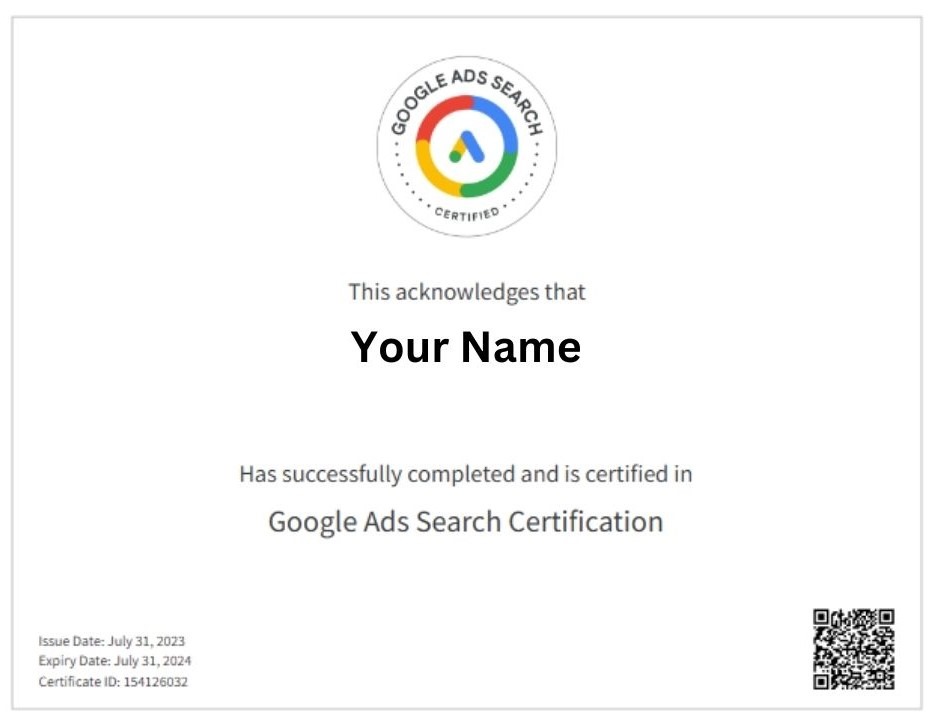 GOOGLE ADS SEARCH
CERTIFIED
This acknowledges that
Your Name
Has successfully completed and is certified in
Google Ads Search Certification
Issue Date: July 31, 2023
Expiry Date: July 31, 2024
Certificate ID: 154126032